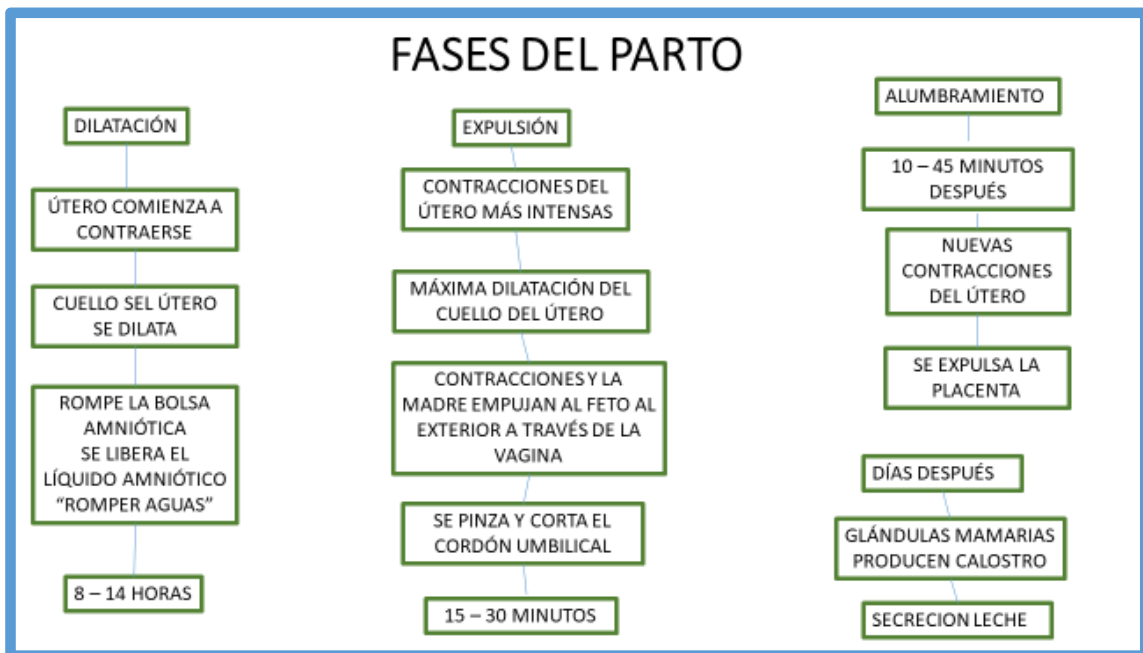 FASES DEL PARTO
DILATACIÓN
ÚTERO COMIENZA A
CONTRAERSE
CUELLO SEL ÚTERO
SE DILATA
ROMPE LA BOLSA
AMNIÓTICA
SE LIBERA EL
LÍQUIDO AMNIÓTICO
“ROMPER AGUAS”
8 – 14 HORAS
EXPULSIÓN
CONTRACCIONES DEL
ÚTERO MÁS INTENSAS
MÁXIMA DILATACIÓN DEL
CUELLO DEL ÚTERO
CONTRACCIONES Y LA
MADRE EMPUJAN AL FETO AL
EXTERIOR A TRAVÉS DE LA
VAGINA
SE PINZA Y CORTA EL
CORDÓN UMBILICAL
15 – 30 MINUTOS
ALUMBRAMIENTO
10 – 45 MINUTOS
DESPUÉS
NUEVAS
CONTRACCIONES
DEL ÚTERO
SE EXPULSA LA
PLACENTA
DÍAS DESPUÉS
GLÁNDULAS MAMARIAS
PRODUCEN CALOSTRO
SECRECION LECHE